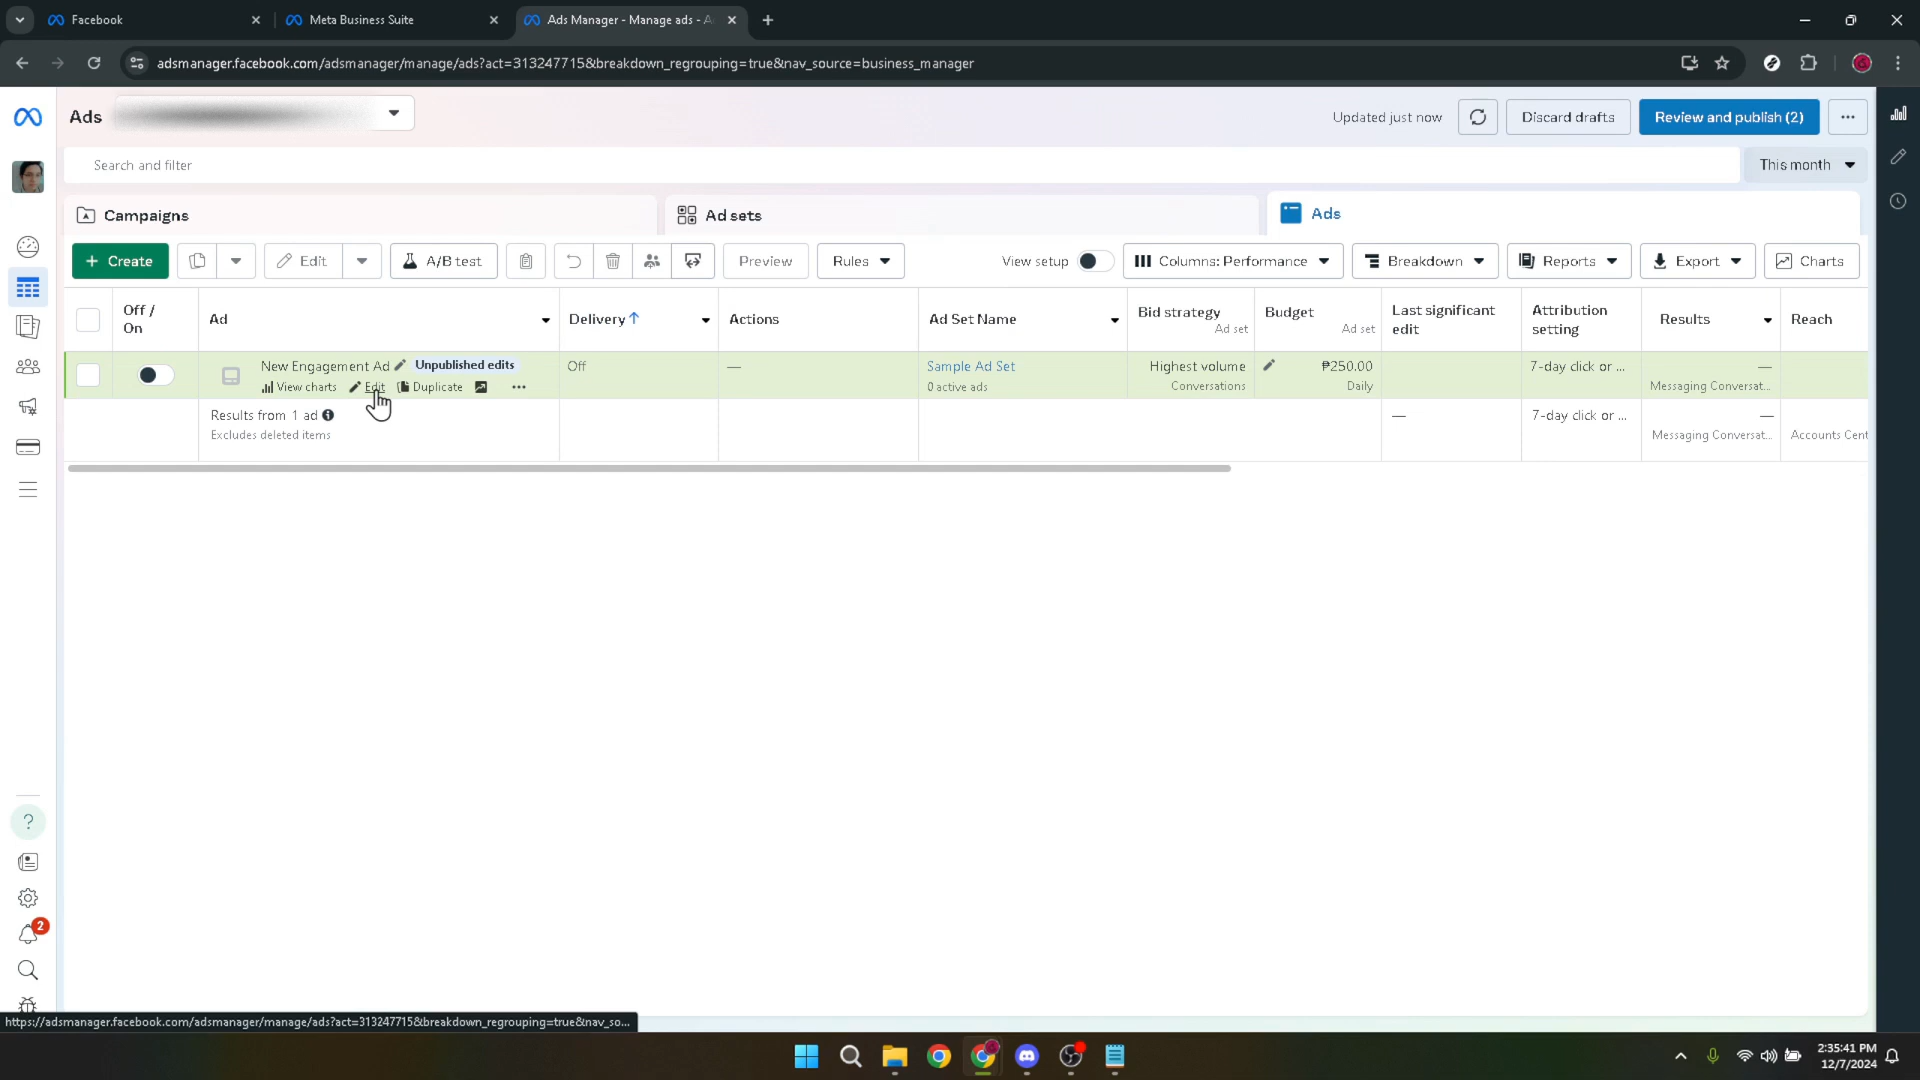 Facebook
Meta Business Suite
Ads Manager - Manage ads - A
adsmanager.facebook.com/adsmanager/manage/ads?act=313247715&breakdown_regrouping=true&nav_source=business_manager
Ads
Updated just now
Discard drafts
Review and publish (2)
Search and filter
This month
Campaigns
Ad sets
Ads
+ Create
Edit
A/B test
Preview
Rules
View setup
Columns: Performance
Breakdown
Reports
Export
Charts
Off / On
Ad
Delivery ↑
Actions
Ad Set Name
Bid strategy
Ad set
Budget
Ad set
Last significant edit
Attribution setting
Results
Reach
New Engagement Ad
Unpublished edits
Off
—
Sample Ad Set
Highest volume
₱250.00
7-day click or ...
—
View charts
Edit
Duplicate
...
0 active ads
Conversations
Daily
Messaging Conversat...
Results from 1 ad
—
7-day click or ...
—
Excludes deleted items
Messaging Conversat...
Accounts Cent
?
2
https://adsmanager.facebook.com/adsmanager/manage/ads?act=313247715&breakdown_regrouping=true&nav_so...
2:35:41 PM
12/7/2024